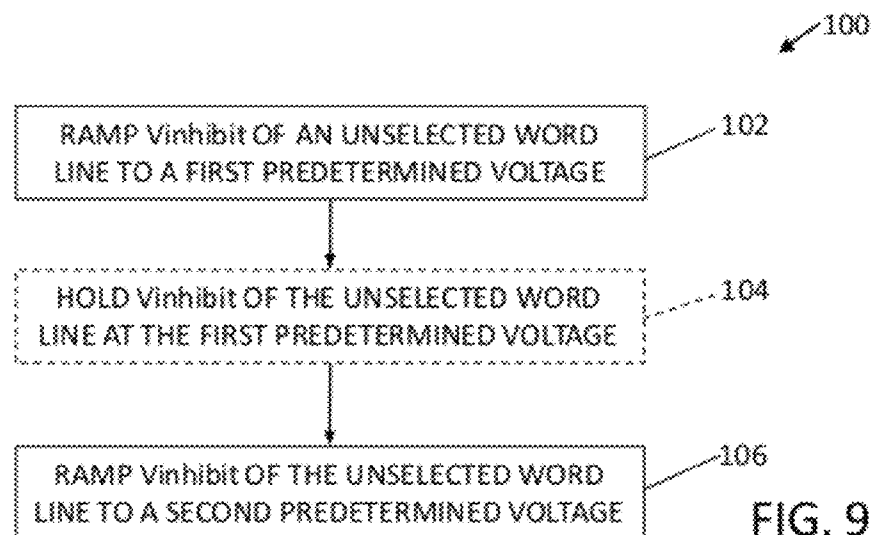 100
RAMP Vinhibit OF AN UNSELECTED WORD
LINE TO A FIRST PREDETERMINED VOLTAGE
102
HOLD Vinhibit OF THE UNSELECTED WORD
LINE AT THE FIRST PREDETERMINED VOLTAGE
104
RAMP Vinhibit OF THE UNSELECTED WORD
LINE TO A SECOND PREDETERMINED VOLTAGE
106
FIG. 9